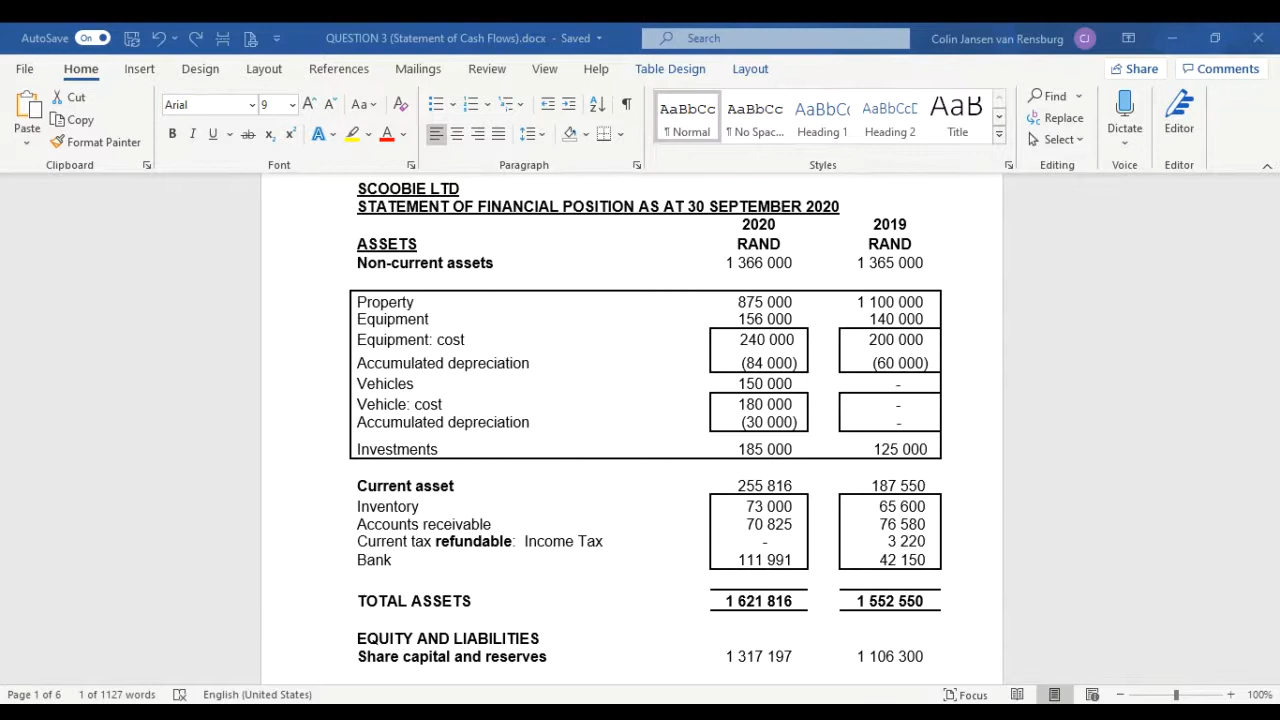 AutoSave On QUESTION 3 (Statement of Cash Flows).docx - Saved Search Colin Jansen van Rensburg CJ
File Home Insert Design Layout References Mailings Review View Help Table Design Layout Share Comments
Paste Cut Copy Format Painter
Arial 9 A A Aa A
B I U ab x₂ x² A A
AaBbCc AaBbCc AaBbC( AaBbCcD AaB
¶ Normal ¶ No Spac... Heading 1 Heading 2 Title
Find Replace Select Dictate Editor
Clipboard Font Paragraph Styles Editing Voice Editor
SCOOBIE LTD
STATEMENT OF FINANCIAL POSITION AS AT 30 SEPTEMBER 2020
2020 2019
ASSETS RAND RAND
Non-current assets 1 366 000 1 365 000
Property 875 000 1 100 000
Equipment 156 000 140 000
Equipment: cost 240 000 200 000
Accumulated depreciation (84 000) (60 000)
Vehicles 150 000 -
Vehicle: cost 180 000 -
Accumulated depreciation (30 000) -
Investments 185 000 125 000
Current asset 255 816 187 550
Inventory 73 000 65 600
Accounts receivable 70 825 76 580
Current tax refundable: Income Tax - 3 220
Bank 111 991 42 150
TOTAL ASSETS 1 621 816 1 552 550
EQUITY AND LIABILITIES
Share capital and reserves 1 317 197 1 106 300
Page 1 of 6 1 of 1127 words English (United States) Focus 100%